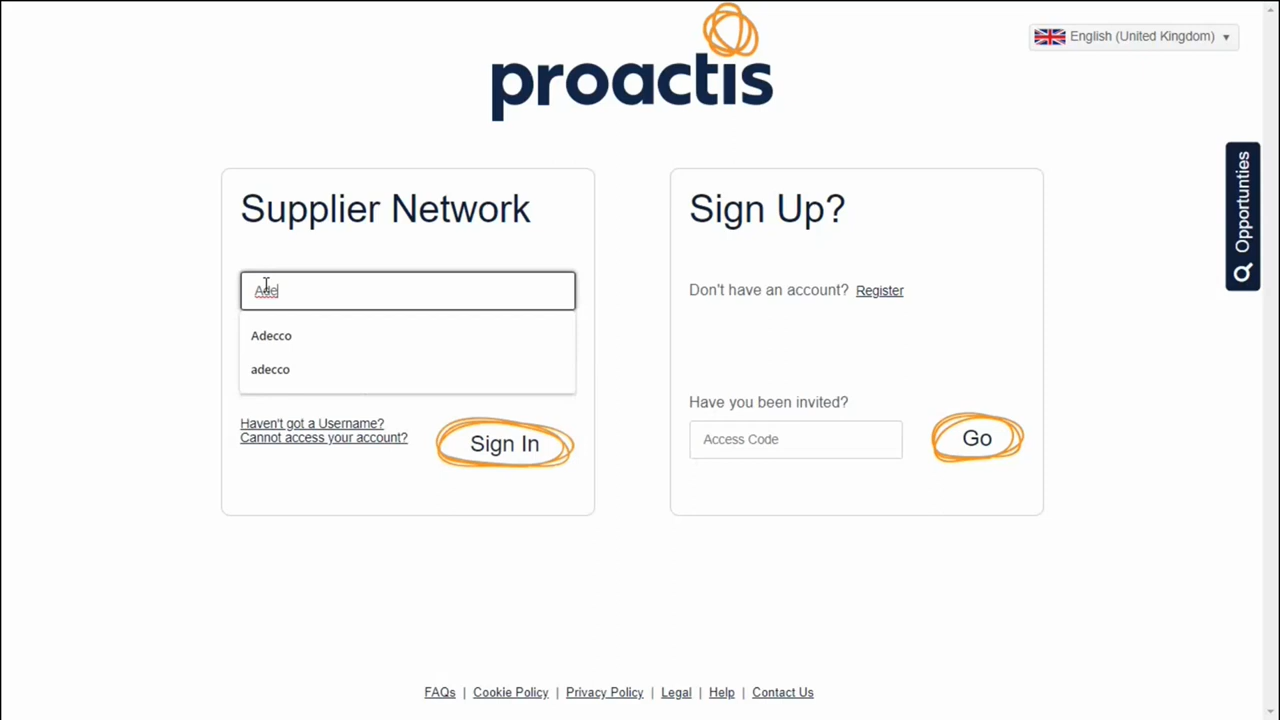 proactis
English (United Kingdom)
Opportunties
Supplier Network
Ade
Adecco
adecco
Haven't got a Username?
Cannot access your account?
Sign In
Sign Up?
Don't have an account? Register
Have you been invited?
Access Code
Go
FAQs | Cookie Policy | Privacy Policy | Legal | Help | Contact Us